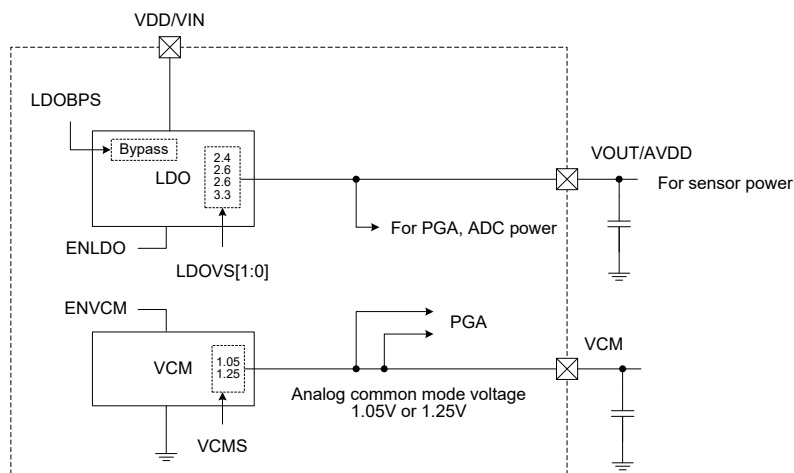 VDD/VIN
LDOBPS
Bypass
LDO
2.4
2.6
2.6
3.3
VOUT/AVDD
For sensor power
For PGA, ADC power
ENLDO
LDOVS[1:0]
ENVCM
VCM
1.05
1.25
PGA
VCM
Analog common mode voltage
1.05V or 1.25V
VCMS